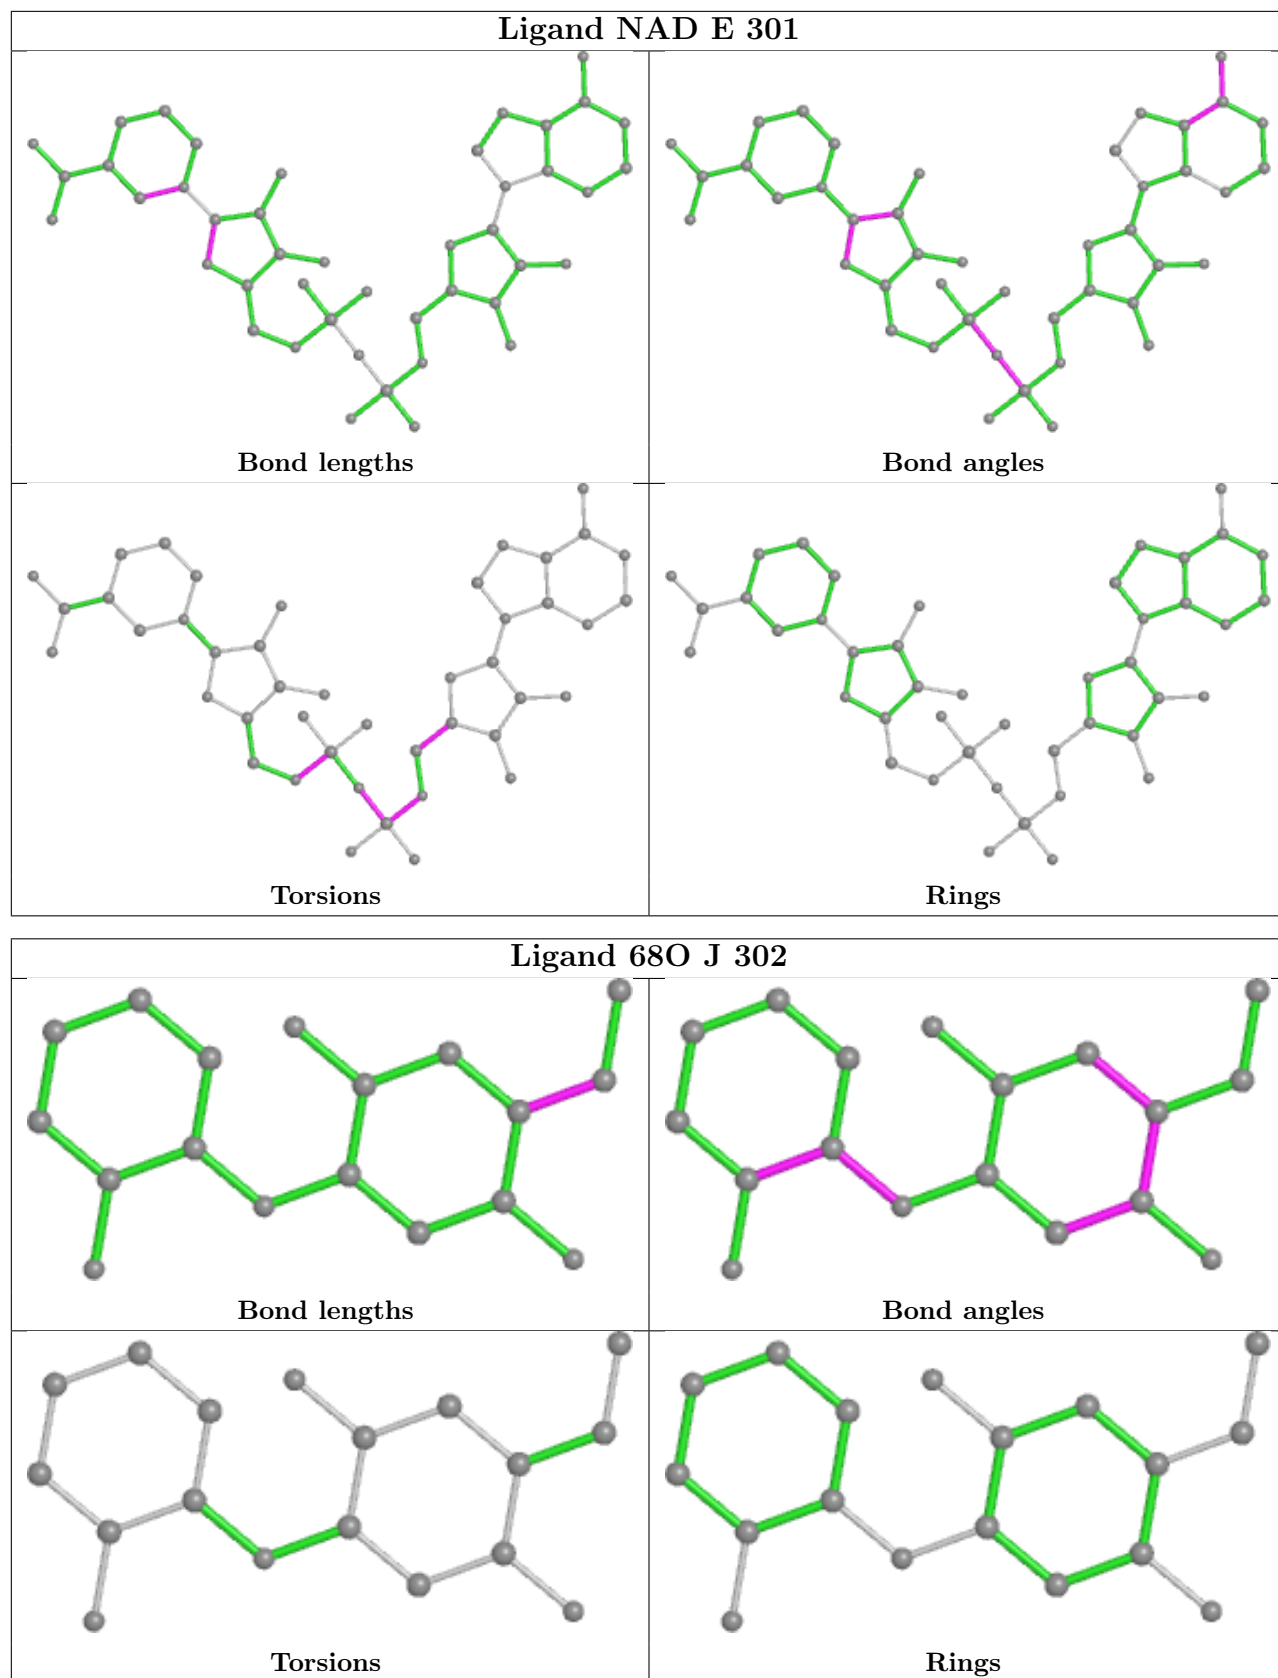 Ligand NAD E 301
Bond lengths
Bond angles
Torsions
Rings
Ligand 68O J 302
Bond lengths
Bond angles
Torsions
Rings